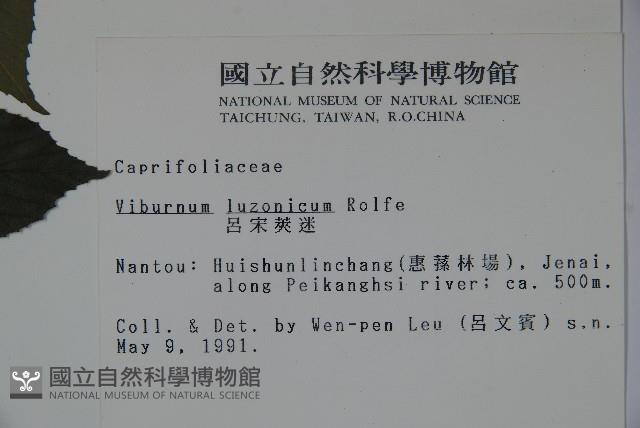 國立自然科學博物館
NATIONAL MUSEUM OF NATURAL SCIENCE
TAICHUNG, TAIWAN, R.O.CHINA
Caprifoliaceae
Viburnum luzonicum Rolfe
呂宋莢迷
Nantou: Huishunlinchang(惠蓀林場), Jenai,
along Peikanghsi river; ca. 500m.
Coll. & Det. by Wen-pen Leu (呂文賓) s.n.
May 9, 1991.
國立自然科學博物館
NATIONAL MUSEUM OF NATURAL SCIENCE